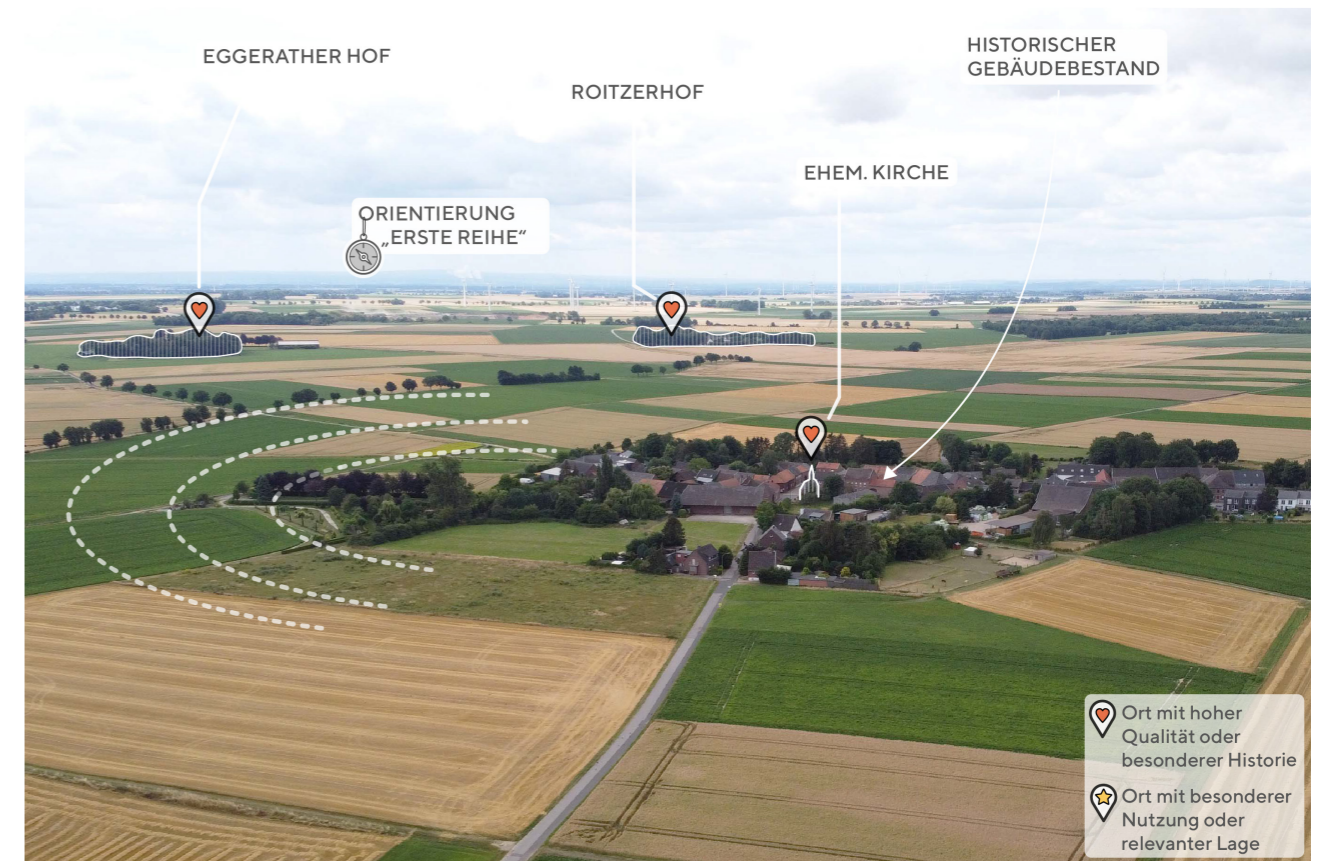 EGGERATHER HOF
ROITZERHOF
HISTORISCHER
GEBÄUDEBESTAND
EHEM. KIRCHE
ORIENTIERUNG
„ERSTE REIHE“
Ort mit hoher
Qualität oder
besonderer Historie
Ort mit besonderer
Nutzung oder
relevanter Lage